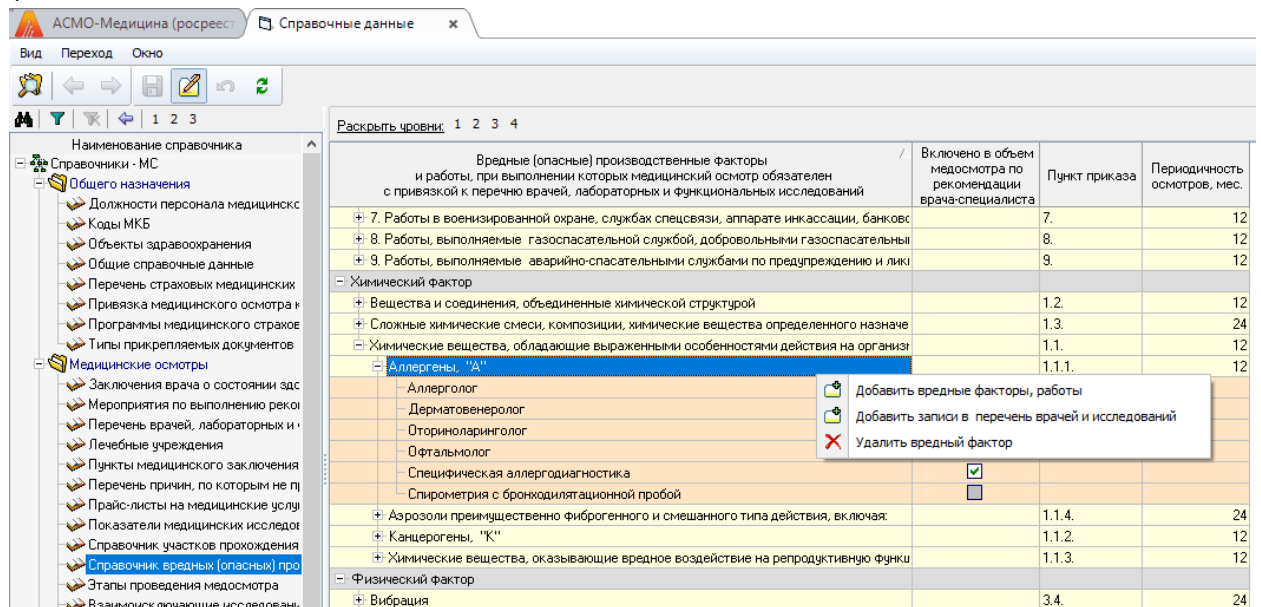 АСМО-Медицина (росреест
Справочные данные x
Вид Переход Окно
1 2 3
Раскрыть уровни: 1 2 3 4
Наименование справочника
Справочники - МС
Общего назначения
Должности персонала медицинскс
Коды МКБ
Объекты здравоохранения
Общие справочные данные
Перечень страховых медицинских
Привязка медицинского осмотра к
Программы медицинского страхов
Типы прикрепляемых документов
Медицинские осмотры
Заключения врача о состоянии здс
Мероприятия по выполнению реко
Перечень врачей, лабораторных и
Лечебные учреждения
Пункты медицинского заключения
Перечень причин, по которым не п
Прайс-листы на медицинские услу
Показатели медицинских исследов
Справочник участков прохождения
Справочник вредных (опасных) про
Этапы проведения медосмотра
Взаимоисключающие исследовани
Вредные (опасные) производственные факторы
и работы, при выполнении которых медицинский осмотр обязателен
с привязкой к перечню врачей, лабораторных и функциональных исследований
Включено в объем
медосмотра по
рекомендации
врача-специалиста
Пункт приказа
Периодичность
осмотров, мес.
7. Работы в военизированной охране, службах спецсвязи, аппарате инкассации, банковс 7. 12
8. Работы, выполняемые газоспасательной службой, добровольными газоспасательны 8. 12
9. Работы, выполняемые аварийно-спасательными службами по предупреждению и лик 9. 12
Химический фактор
Вещества и соединения, объединенные химической структурой 1.2. 12
Сложные химические смеси, композиции, химические вещества определенного назначе 1.3. 24
Химические вещества, обладающие выраженными особенностями действия на организ 1.1. 12
Аллергены, "А" 1.1.1. 12
Аллерголог
Дерматовенеролог
Оториноларинголог
Офтальмолог
Специфическая аллергодиагностика
Спирометрия с бронходилятационной пробой
Добавить вредные факторы, работы
Добавить записи в перечень врачей и исследований
Удалить вредный фактор
Аэрозоли преимущественно фиброгенного и смешанного типа действия, включая: 1.1.4. 24
Канцерогены, "К" 1.1.2. 12
Химические вещества, оказывающие вредное воздействие на репродуктивную функц 1.1.3. 12
Физический фактор
Вибрация 3.4. 24